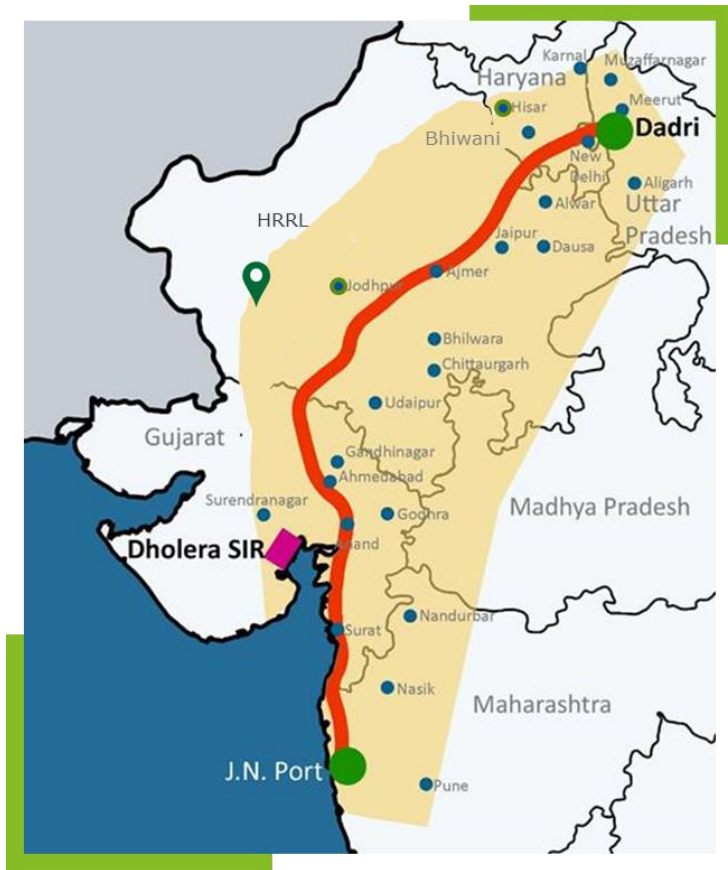 Karnal
Muzaffarnagar
Haryana
Hisar
Meerut
Bhiwani
Dadri
New
Delhi
Aligarh
Alwar
Uttar
Pradesh
HRRL
Jaipur
Dausa
Ajmer
Jodhpur
Bhilwara
Chittaurgarh
Udaipur
Gujarat
Gandhinagar
Ahmedabad
Surendranagar
Godhra
Madhya Pradesh
Anand
Dholera SIR
Nandurbar
Surat
Nasik
Maharashtra
J.N. Port
Pune